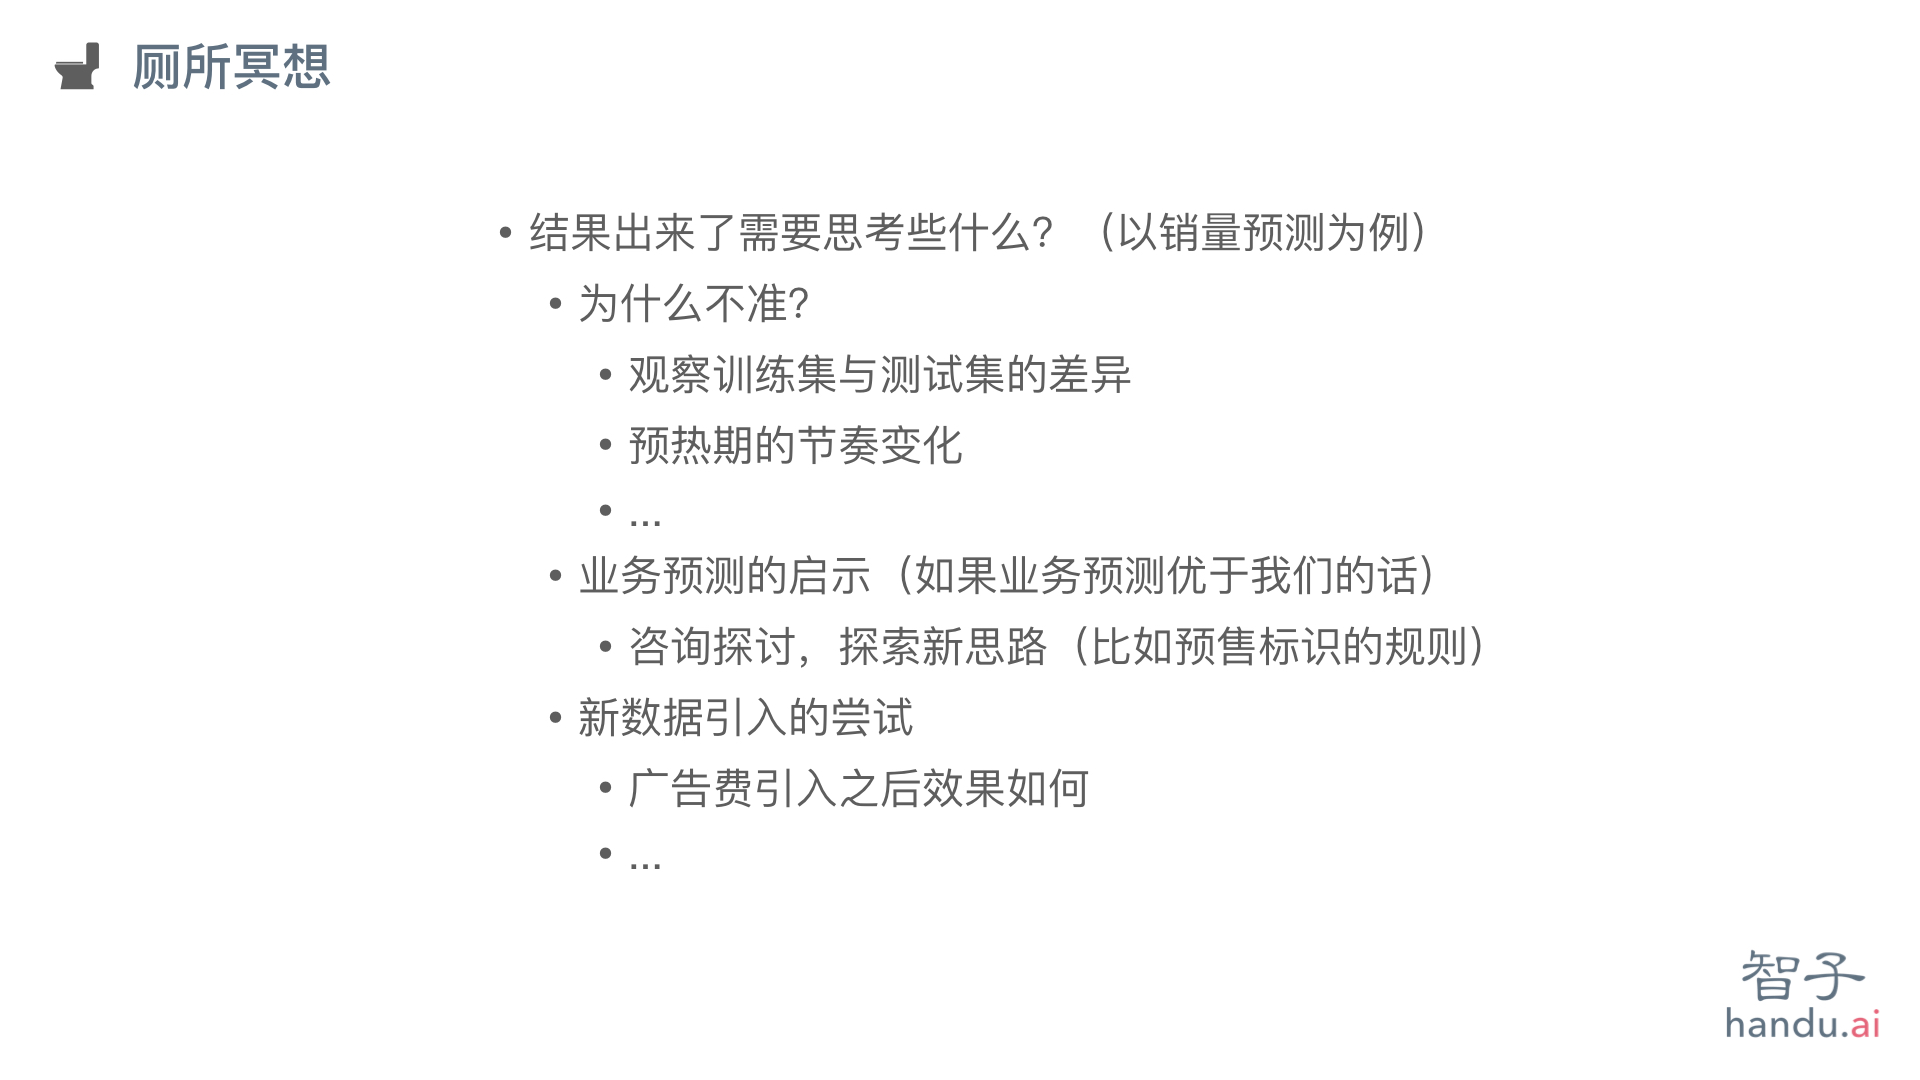 厕所冥想
• 结果出来了需要思考些什么？（以销量预测为例）
• 为什么不准？
• 观察训练集与测试集的差异
• 预热期的节奏变化
• ...
• 业务预测的启示（如果业务预测优于我们的话）
• 咨询探讨，探索新思路（比如预售标识的规则）
• 新数据引入的尝试
• 广告费引入之后效果如何
• ...
智子
handu.ai